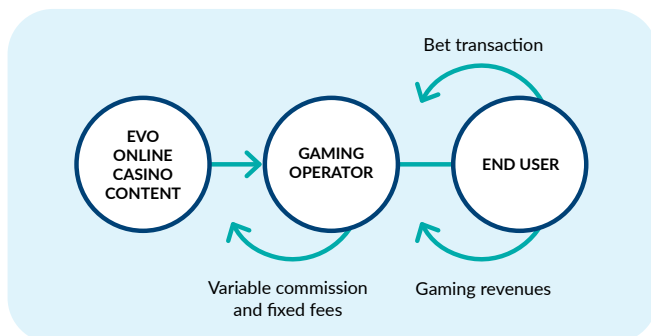 Bet transaction
EVO
ONLINE
CASINO
CONTENT
GAMING
OPERATOR
END USER
Variable commission
and fixed fees
Gaming revenues